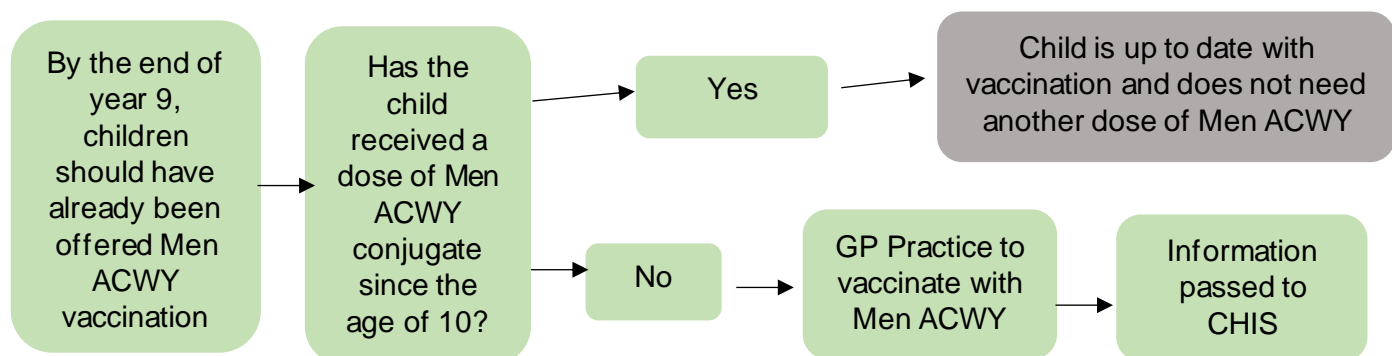 By the end of
year 9,
children
should have
already been
offered Men
ACWY
vaccination
Has the
child
received a
dose of Men
ACWY
conjugate
since the
age of 10?
Yes
Child is up to date with
vaccination and does not need
another dose of Men ACWY
No
GP Practice to
vaccinate with
Men ACWY
Information
passed to
CHIS